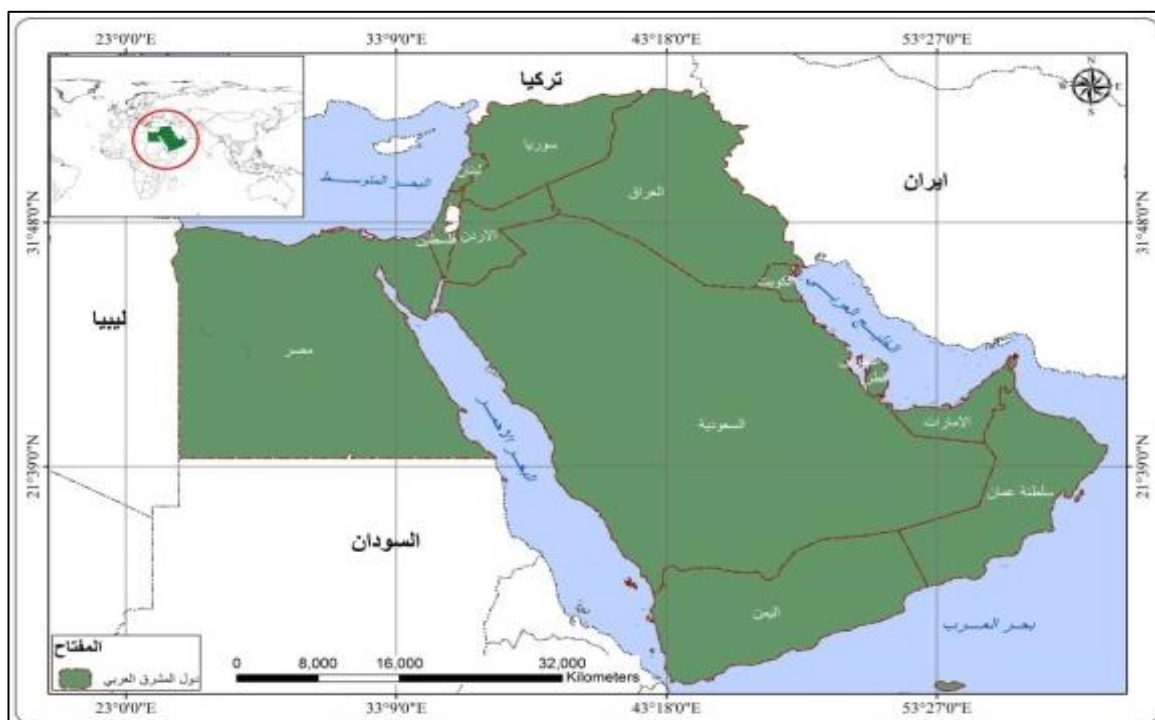 23°0'0"E
33°9'0"E
43°18'0"E
53°27'0"E
تركيا
N
W
E
S
سوريا
لبنان
البحر المتوسط
العراق
ايران
31°48'0"N
31°48'0"N
فلسطين
الاردن
الكويت
ليبيا
الخليج العربي
مصر
قطر
السعودية
الامارات
البحر الاحمر
21°39'0"N
21°39'0"N
سلطنة عمان
السودان
اليمن
بحر العرب
المفتاح
دول المشرق العربي
0
8,000
16,000
32,000
Kilometers
23°0'0"E
33°9'0"E
43°18'0"E
53°27'0"E